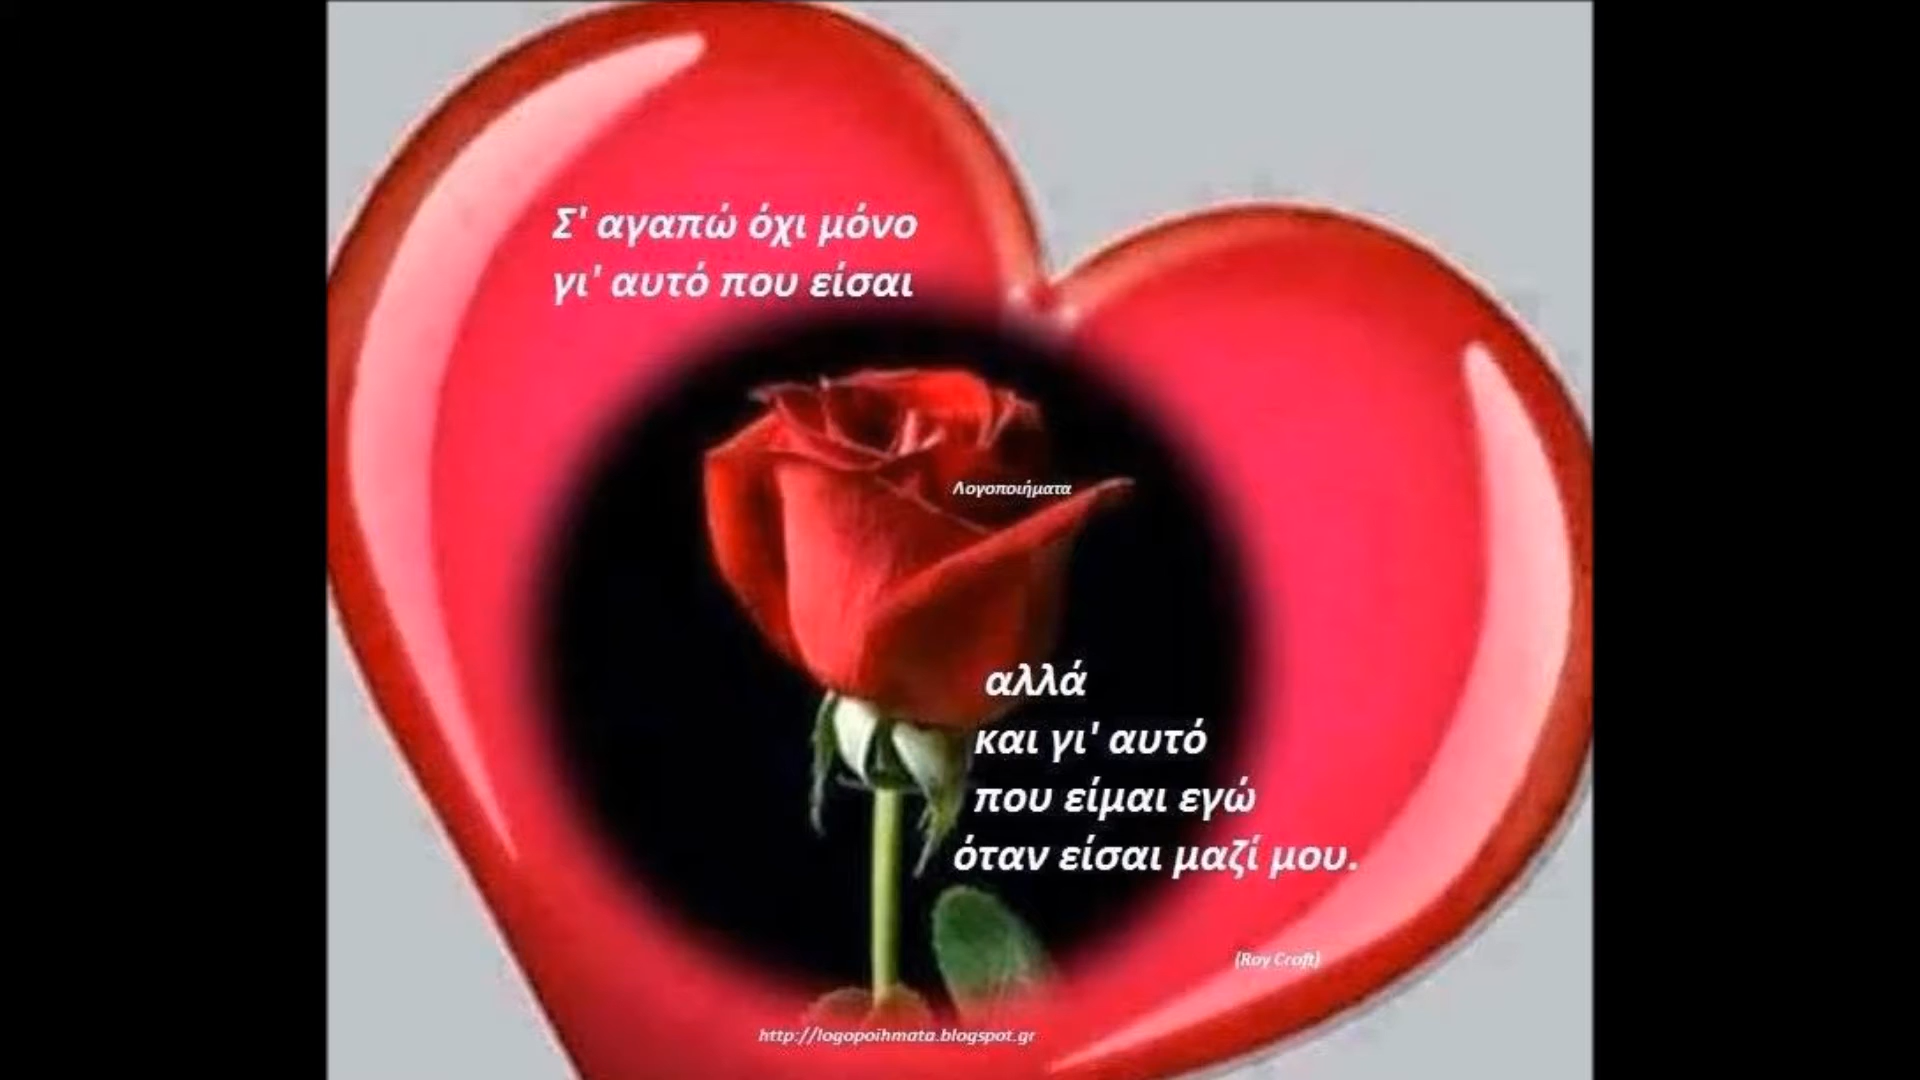 Σ' αγαπώ όχι μόνο
γι' αυτό που είσαι
Λογοποιήματα
αλλά
και γι' αυτό
που είμαι εγώ
όταν είσαι μαζί μου.
(Roy Croft)
http://logopoihmata.blogspot.gr